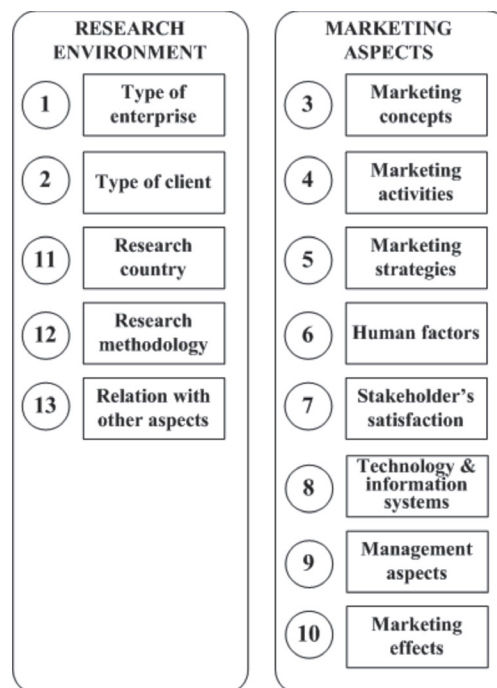 RESEARCH
ENVIRONMENT
1
Type of
enterprise
2
Type of client
11
Research
country
12
Research
methodology
13
Relation with
other aspects
MARKETING
ASPECTS
3
Marketing
concepts
4
Marketing
activities
5
Marketing
strategies
6
Human factors
7
Stakeholder’s
satisfaction
8
Technology &
information
systems
9
Management
aspects
10
Marketing
effects